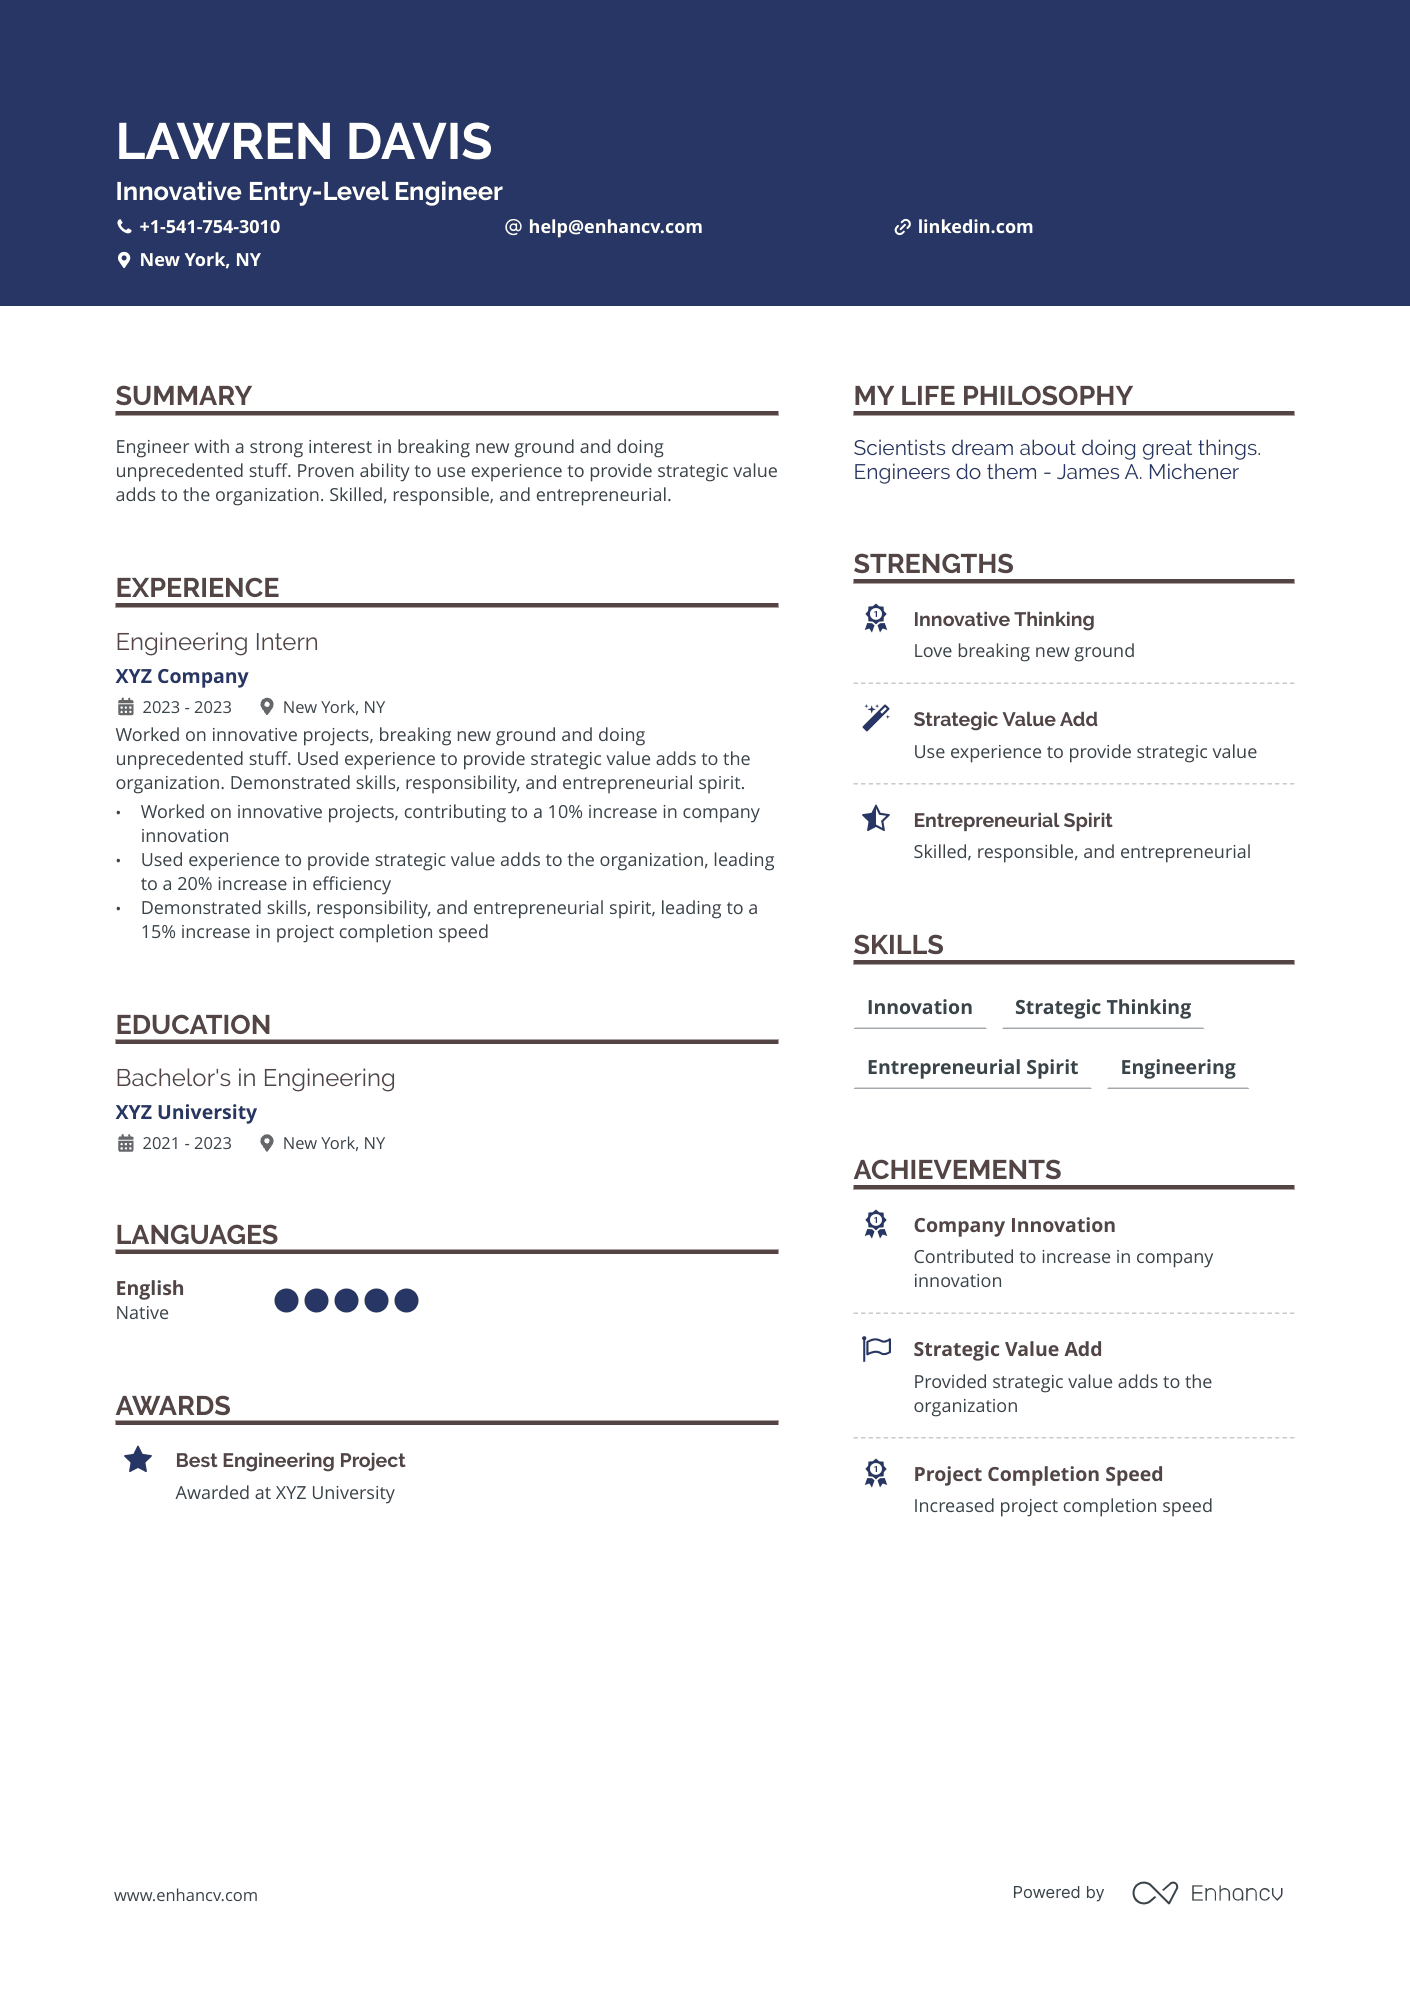 LAWREN DAVIS
Innovative Entry-Level Engineer
+1-541-754-3010
help@enhancv.com
linkedin.com
New York, NY
SUMMARY
Engineer with a strong interest in breaking new ground and doing
unprecedented stuff. Proven ability to use experience to provide strategic value
adds to the organization. Skilled, responsible, and entrepreneurial.
EXPERIENCE
Engineering Intern
XYZ Company
2023 - 2023 New York, NY
Worked on innovative projects, breaking new ground and doing
unprecedented stuff. Used experience to provide strategic value adds to the
organization. Demonstrated skills, responsibility, and entrepreneurial spirit.
• Worked on innovative projects, contributing to a 10% increase in company
innovation
• Used experience to provide strategic value adds to the organization, leading
to a 20% increase in efficiency
• Demonstrated skills, responsibility, and entrepreneurial spirit, leading to a
15% increase in project completion speed
EDUCATION
Bachelor's in Engineering
XYZ University
2021 - 2023 New York, NY
LANGUAGES
English
Native
AWARDS
Best Engineering Project
Awarded at XYZ University
MY LIFE PHILOSOPHY
Scientists dream about doing great things.
Engineers do them - James A. Michener
STRENGTHS
Innovative Thinking
Love breaking new ground
Strategic Value Add
Use experience to provide strategic value
Entrepreneurial Spirit
Skilled, responsible, and entrepreneurial
SKILLS
Innovation Strategic Thinking
Entrepreneurial Spirit Engineering
ACHIEVEMENTS
Company Innovation
Contributed to increase in company
innovation
Strategic Value Add
Provided strategic value adds to the
organization
Project Completion Speed
Increased project completion speed
www.enhancv.com
Powered by Enhancv